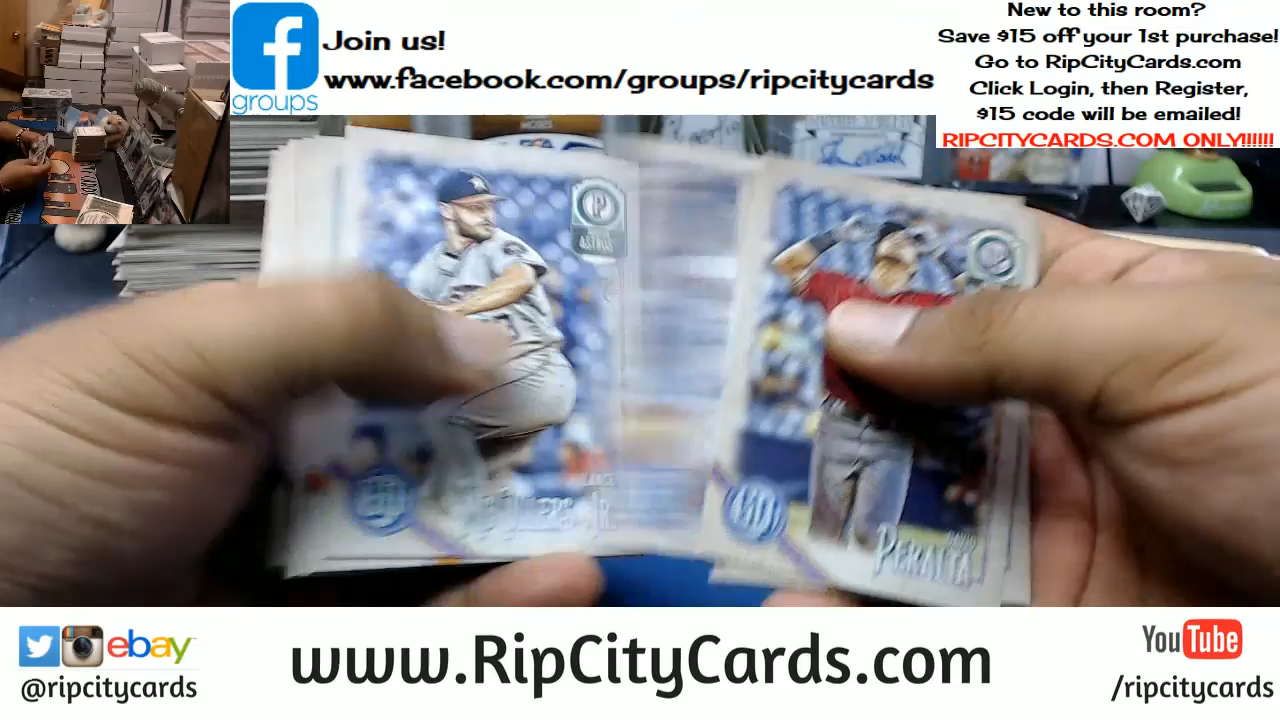 Join us!
www.facebook.com/groups/ripcitycards
groups
New to this room?
Save $15 off your 1st purchase!
Go to RipCityCards.com
Click Login, then Register,
$15 code will be emailed!
RIPCITYCARDS.COM ONLY!!!!!!
P
ASTROS
JR.
DAVID
PERALTA
ebay
@ripcitycards
www.RipCityCards.com
YouTube
/ripcitycards